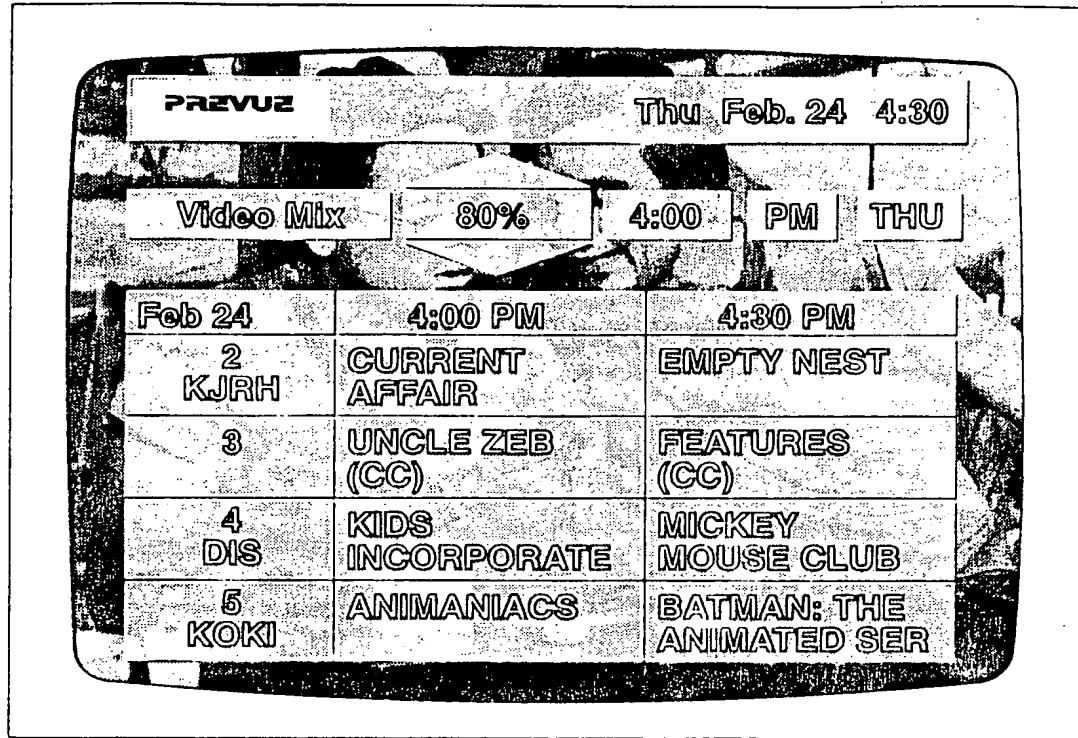 PREVUE Thu Feb. 24 4:30
Video Mix 80% 4:00 PM THU
Feb 24 4:00 PM 4:30 PM
2
KJRH
CURRENT
AFFAIR
EMPTY NEST
3
UNCLE ZEB
(CC)
FEATURES
(CC)
4
DIS
KIDS
INCORPORATE
MICKEY
MOUSE CLUB
5
KOKI
ANIMANIACS
BATMAN: THE
ANIMATED SER